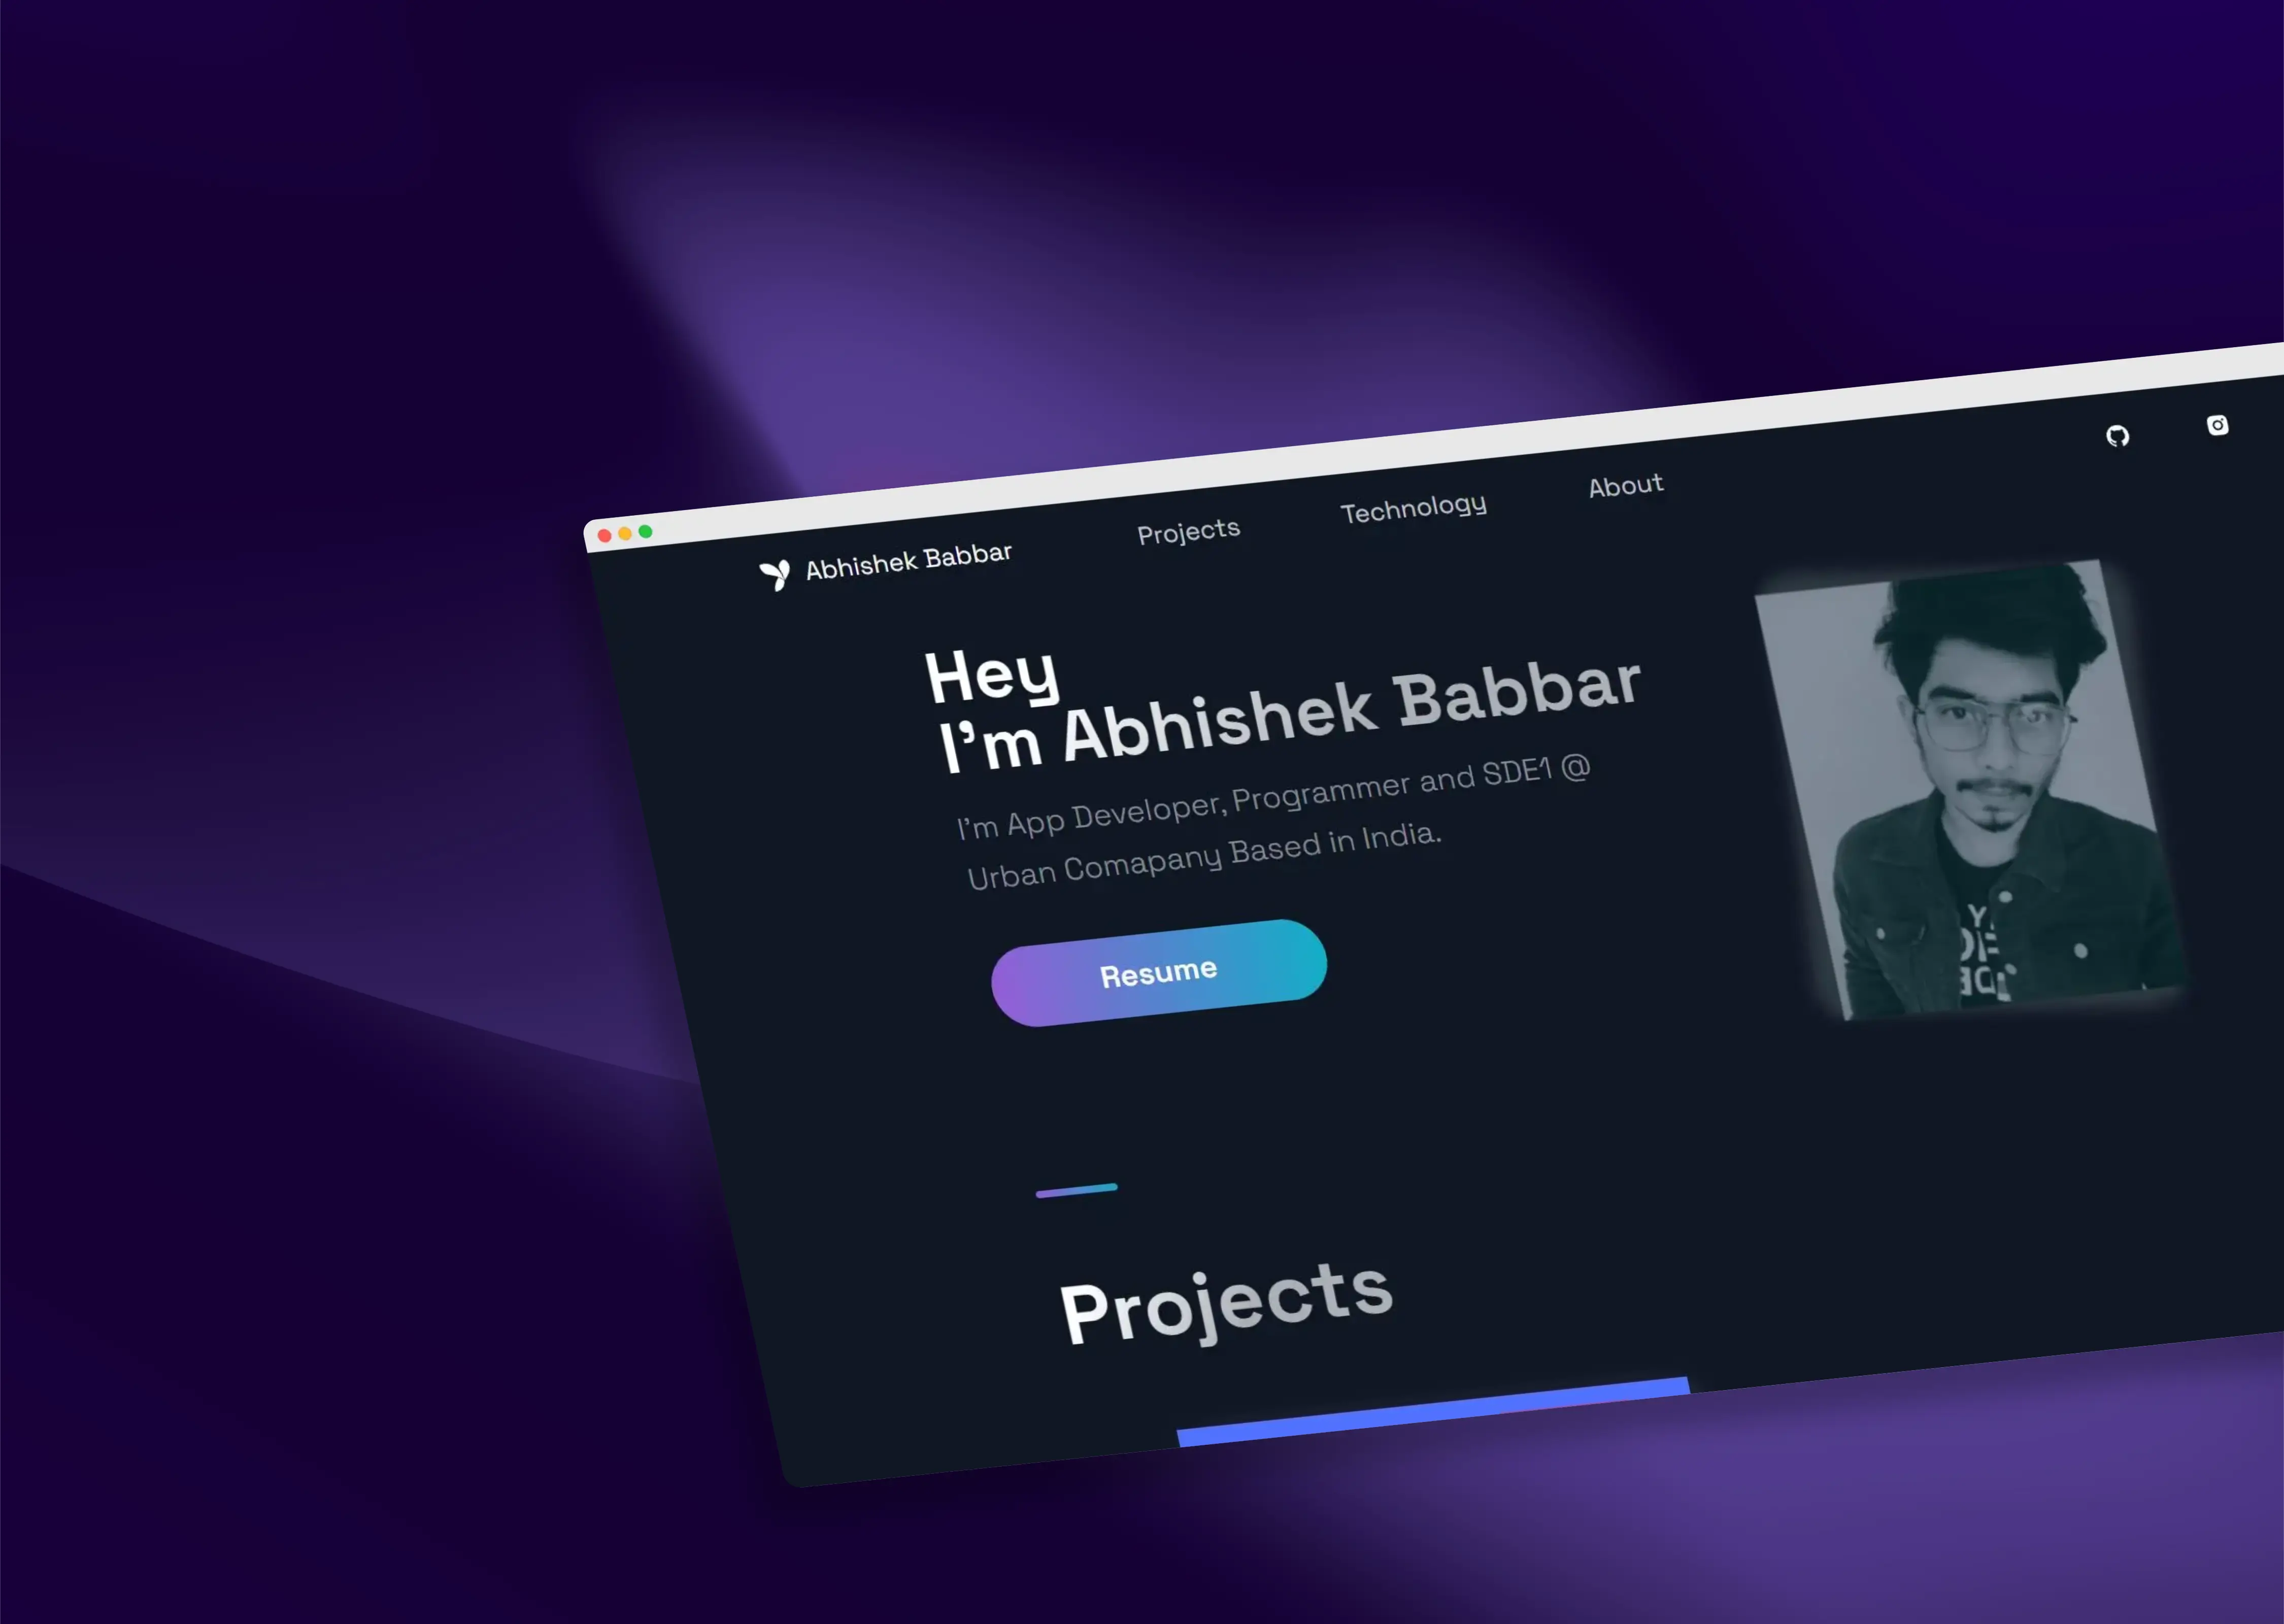 Abhishek Babbar
Projects
Technology
About
Hey
I'm Abhishek Babbar
I'm App Developer, Programmer and SDE1 @
Urban Comapany Based in India.
Resume
Projects